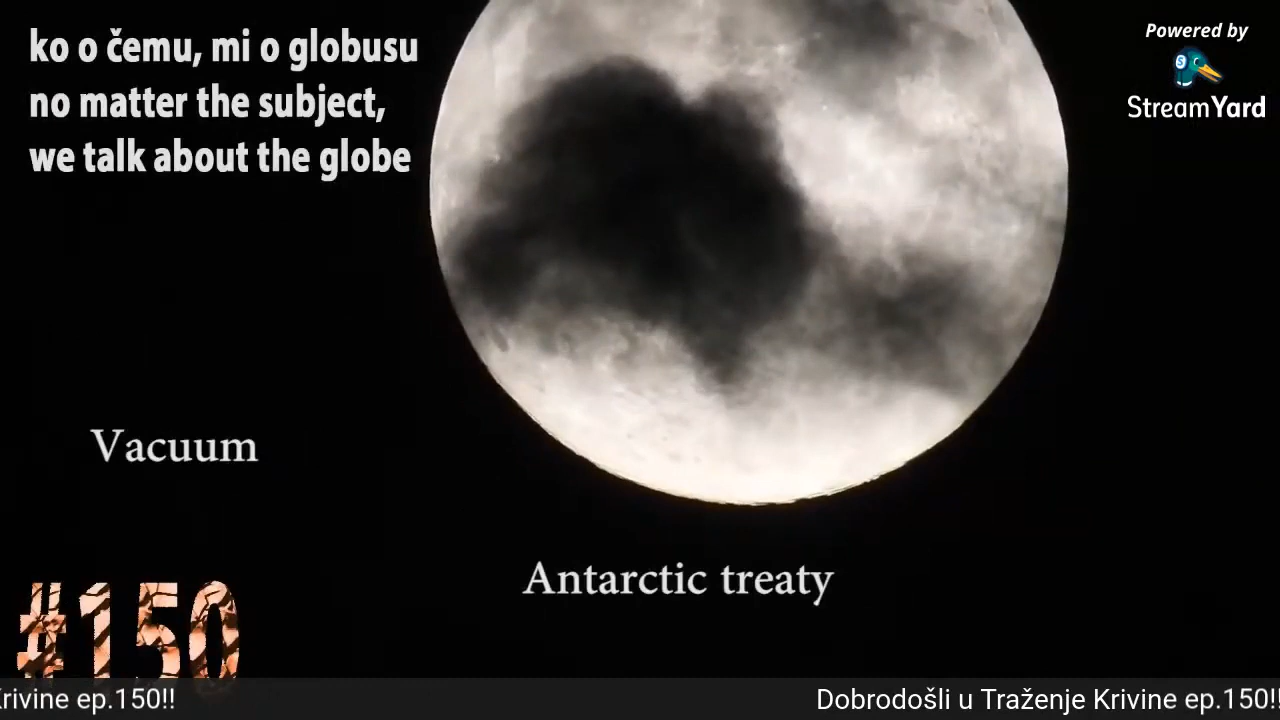 ko o čemu, mi o globusu
no matter the subject,
we talk about the globe
Powered by
StreamYard
Vacuum
Antarctic treaty
#150
Krivine ep.150!!
Dobrodošli u Traženje Krivine ep.150!!